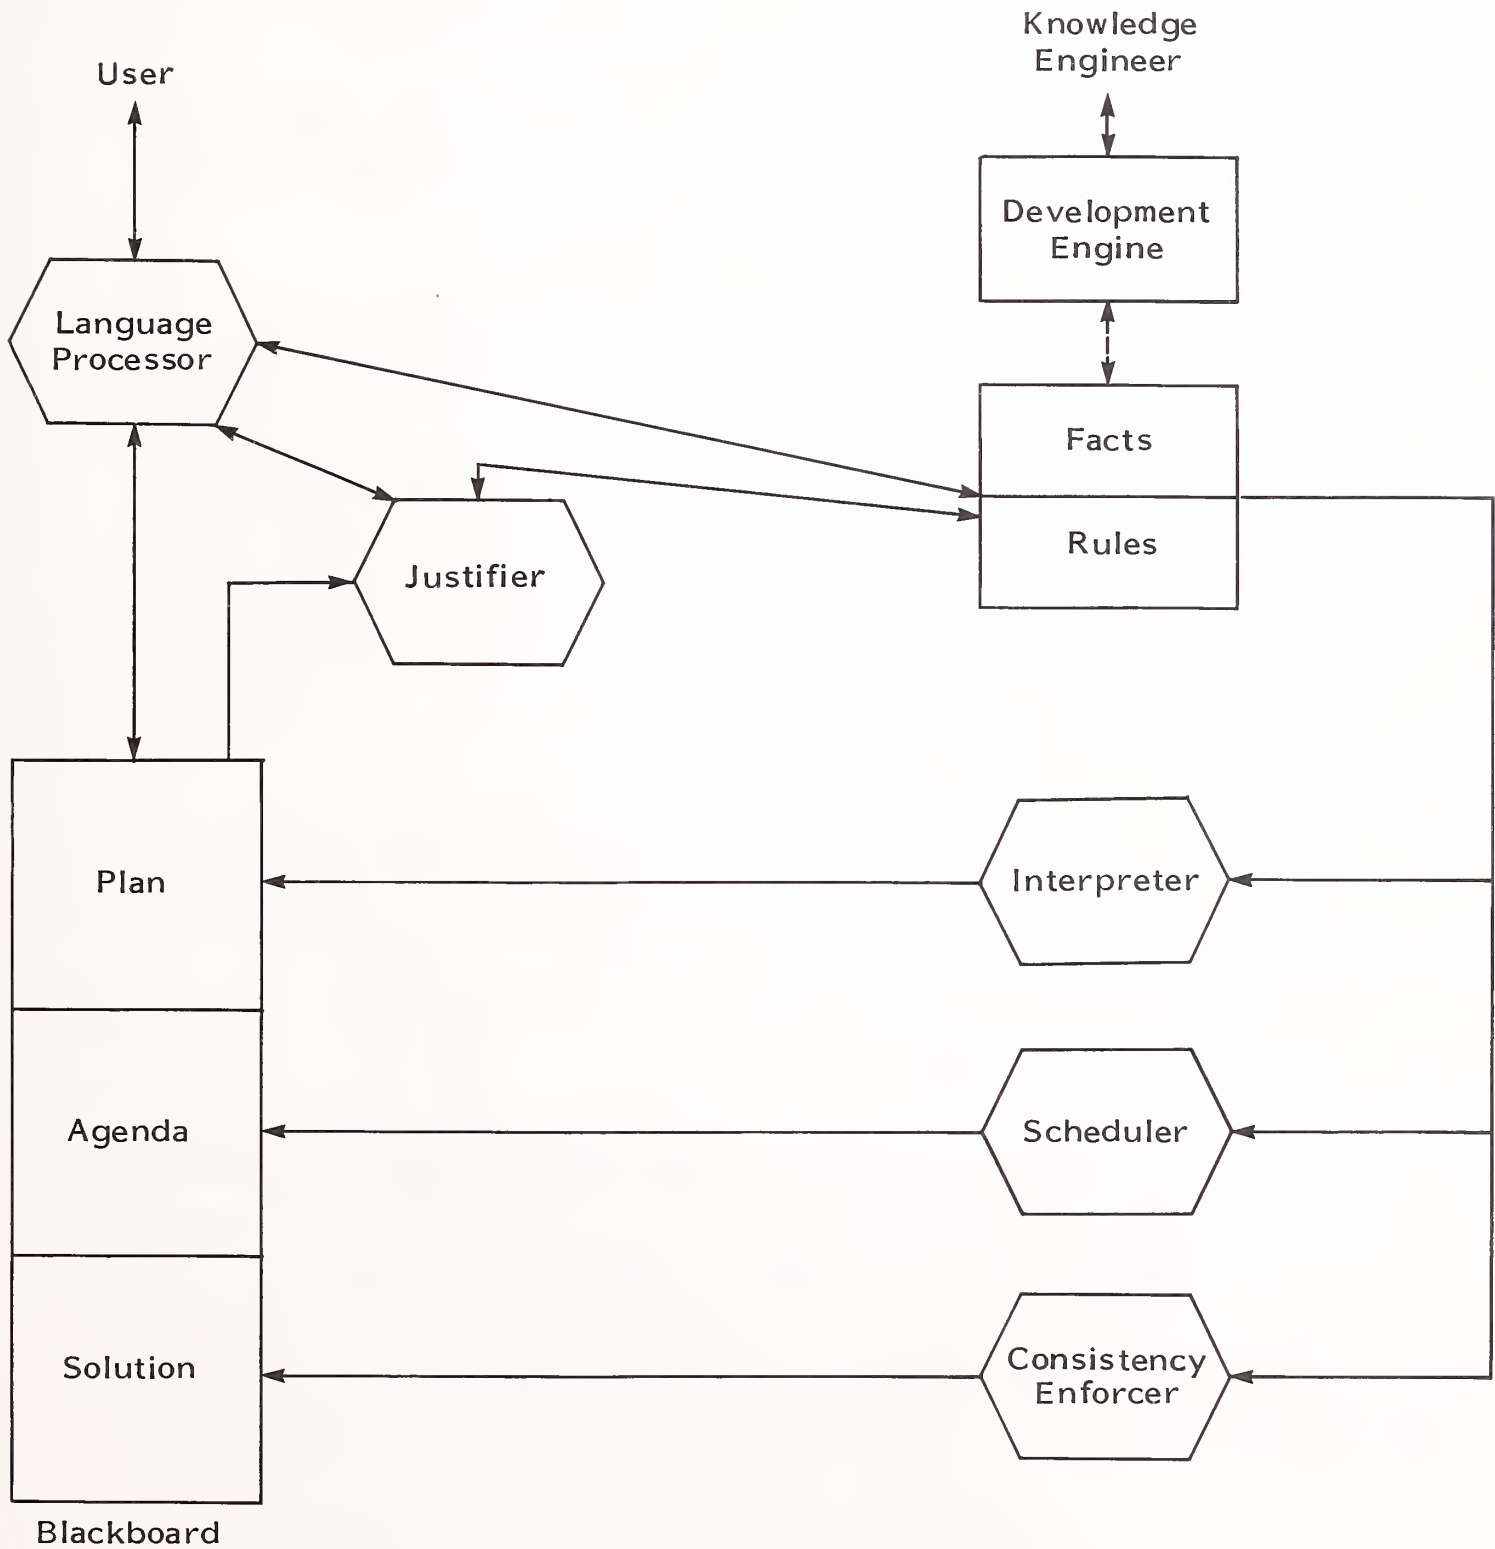 Knowledge
Engineer
User
Development
Engine
Language
Processor
Facts
Rules
Justifier
Plan
Interpreter
Agenda
Scheduler
Solution
Consistency
Enforcer
Blackboard